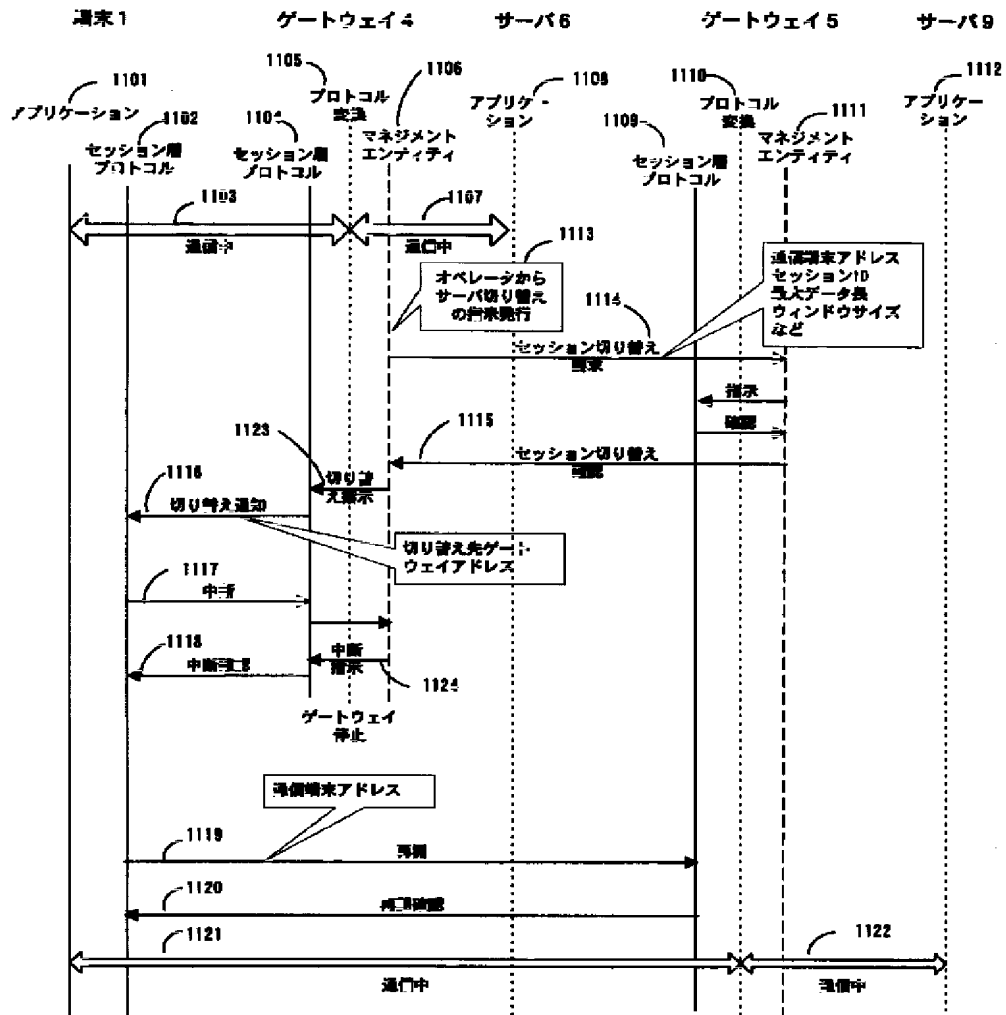 端末1
ゲートウェイ4
サーバ6
ゲートウェイ5
サーバ9
1101
アプリケーション
1102
セッション層
プロトコル
1104
セッション層
プロトコル
1105
プロトコル
変換
1106
マネジメント
エンティティ
1108
アプリケー
ション
1109
セッション層
プロトコル
1110
プロトコル
変換
1111
マネジメント
エンティティ
1112
アプリケー
ション
1103
通信中
1107
通信中
1113
オペレータから
サーバ切り替え
の要求発行
1114
セッション切り替え
要求
通信端末アドレス
セッションID
最大データ長
ウィンドウサイズ
など
指示
確認
1115
セッション切り替え
確認
1123
切り替
え指示
1116
切り替え通知
切り替え先ゲート
ウェイアドレス
1117
中断
1118
中断確認
中断
指示
1124
ゲートウェイ
停止
通信端末アドレス
1119
再開
1120
再開確認
1121
通信中
1122
通信中